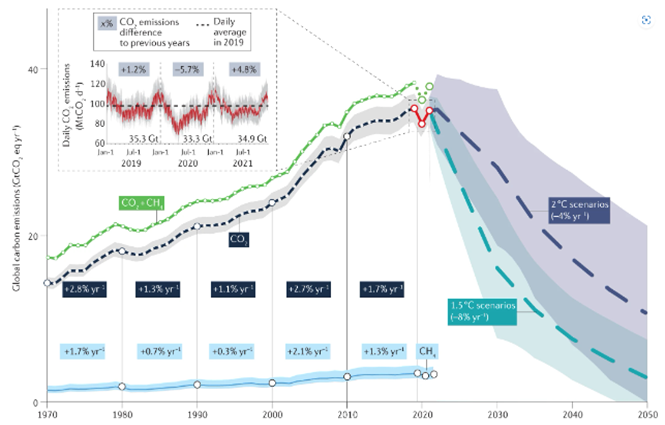 x% CO₂ emissions
difference
to previous years
Daily
average
in 2019
Daily CO₂ emissions
(MtCO₂ d⁻¹)
140
120
100
80
60
+1.2% −5.7% +4.8%
35.3 Gt 33.3 Gt 34.9 Gt
Jan-1 Jul-1 Jan-1 Jul-1 Jan-1 Jul-1
2019 2020 2021
Global carbon emissions (GtCO₂ eq yr⁻¹)
40
20
0
CO₂+CH₄
CO₂
2°C scenarios
(−4% yr⁻¹)
1.5°C scenarios
(−8% yr⁻¹)
+2.8% yr⁻¹ +1.3% yr⁻¹ +1.1% yr⁻¹ +2.7% yr⁻¹ +1.7% yr⁻¹
+1.7% yr⁻¹ +0.7% yr⁻¹ +0.3% yr⁻¹ +2.1% yr⁻¹ +1.3% yr⁻¹ CH₄
1970 1980 1990 2000 2010 2020 2030 2040 2050